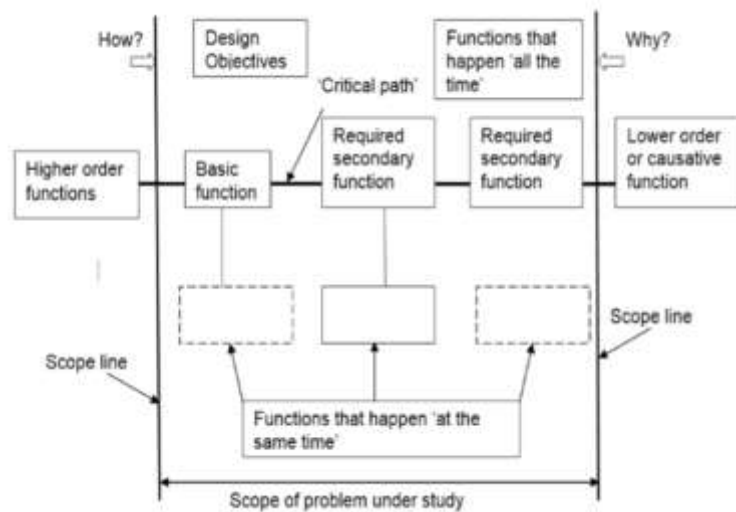 How?
Design
Objectives
Functions that
happen 'all the
time'
Why?
'Critical path'
Higher order
functions
Basic
function
Required
secondary
function
Required
secondary
function
Lower order
or causative
function
Scope line
Scope line
Functions that happen 'at the
same time'
Scope of problem under study